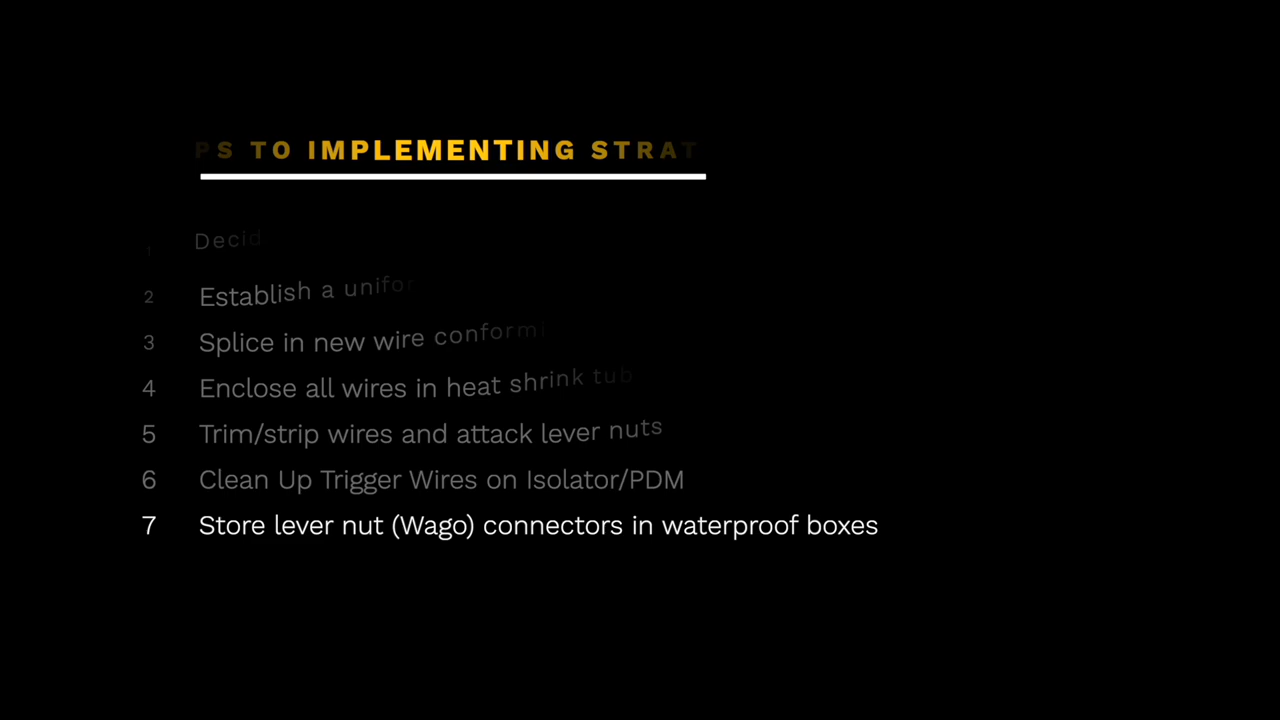 PS TO IMPLEMENTING STRAT
1 Decid
2 Establish a unifor
3 Splice in new wire conformi
4 Enclose all wires in heat shrink tub
5 Trim/strip wires and attack lever nuts
6 Clean Up Trigger Wires on Isolator/PDM
7 Store lever nut (Wago) connectors in waterproof boxes